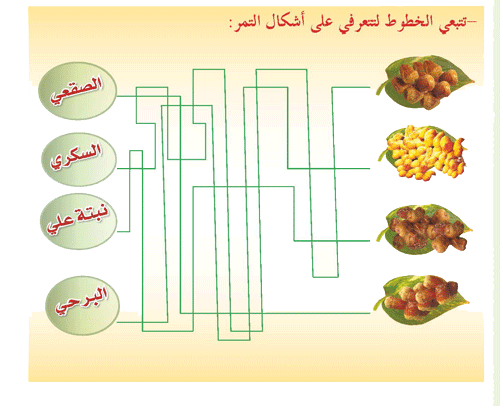 -تتبعي الخطوط لتتعرفي على أشكال التمر:
الصقعي
السكري
نبتة علي
البرحي